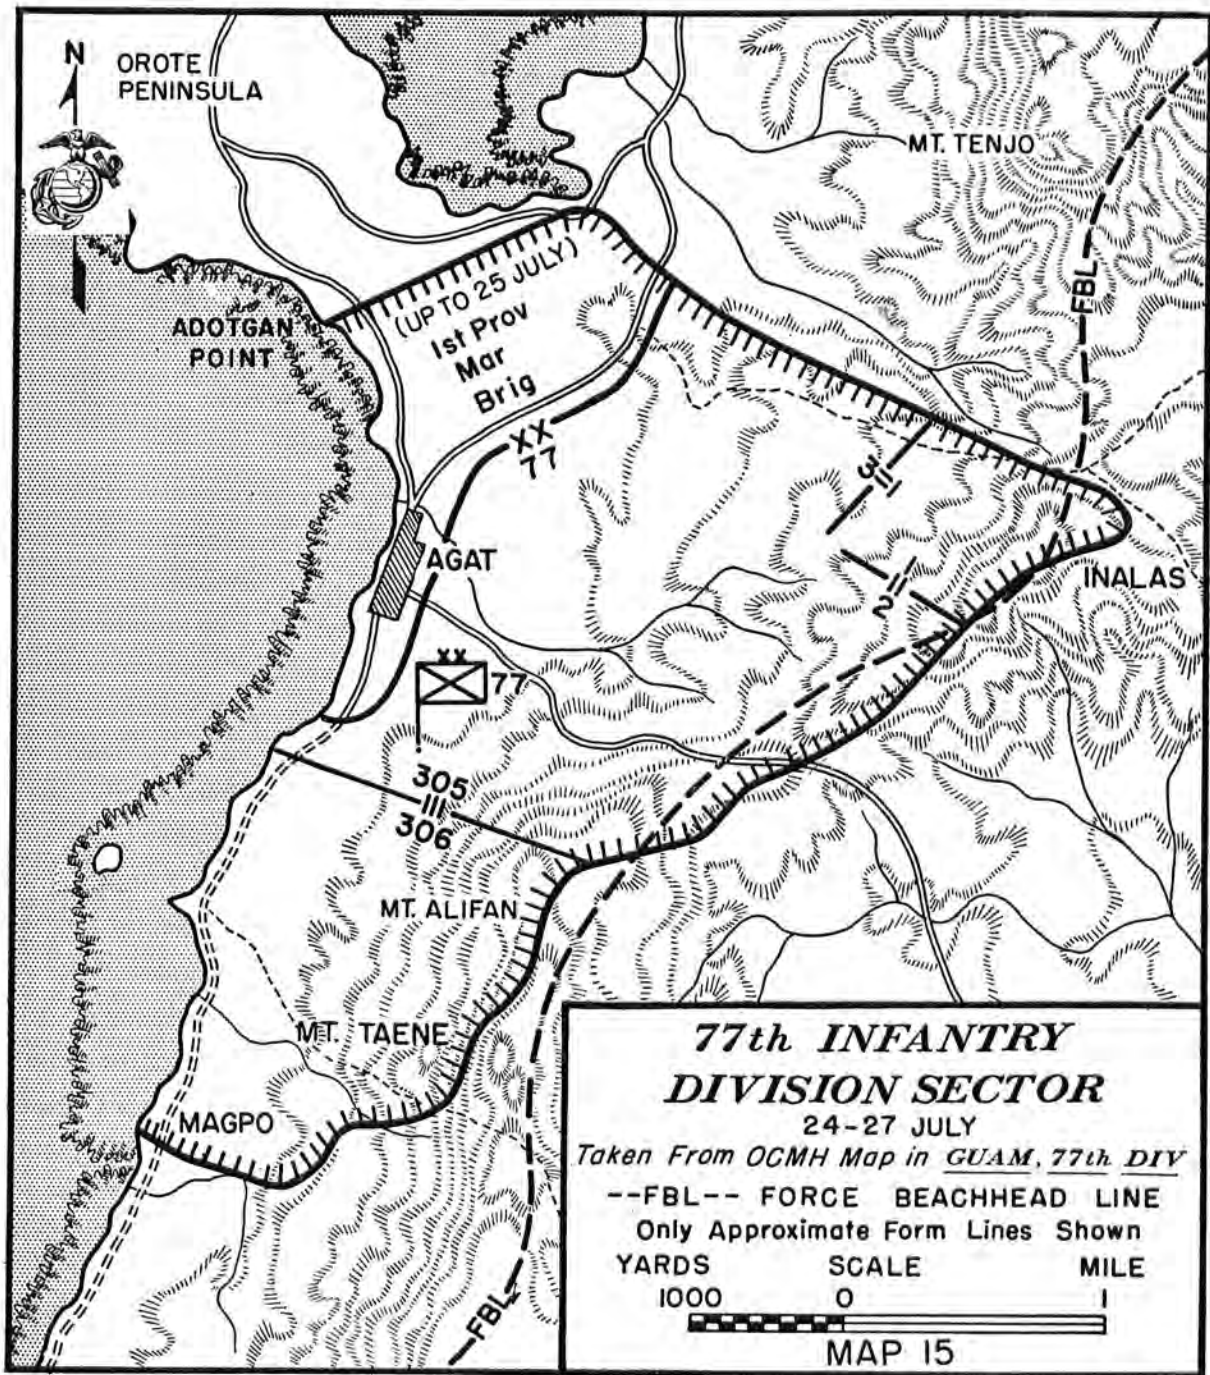 N
OROTE
PENINSULA
MT. TENJO
FBL
ADOTGAN
POINT
(UP TO 25 JULY)
1st Prov
Mar
Brig
XX
77
3
1
AGAT
2
1
INALAS
XX
77
305
III
306
MT. ALIFAN
MT. TAENE
MAGPO
FBL
77th INFANTRY
DIVISION SECTOR
24-27 JULY
Taken From OCMH Map in GUAM, 77th DIV
--FBL-- FORCE BEACHHEAD LINE
Only Approximate Form Lines Shown
YARDS SCALE MILE
1000 0 1
MAP 15